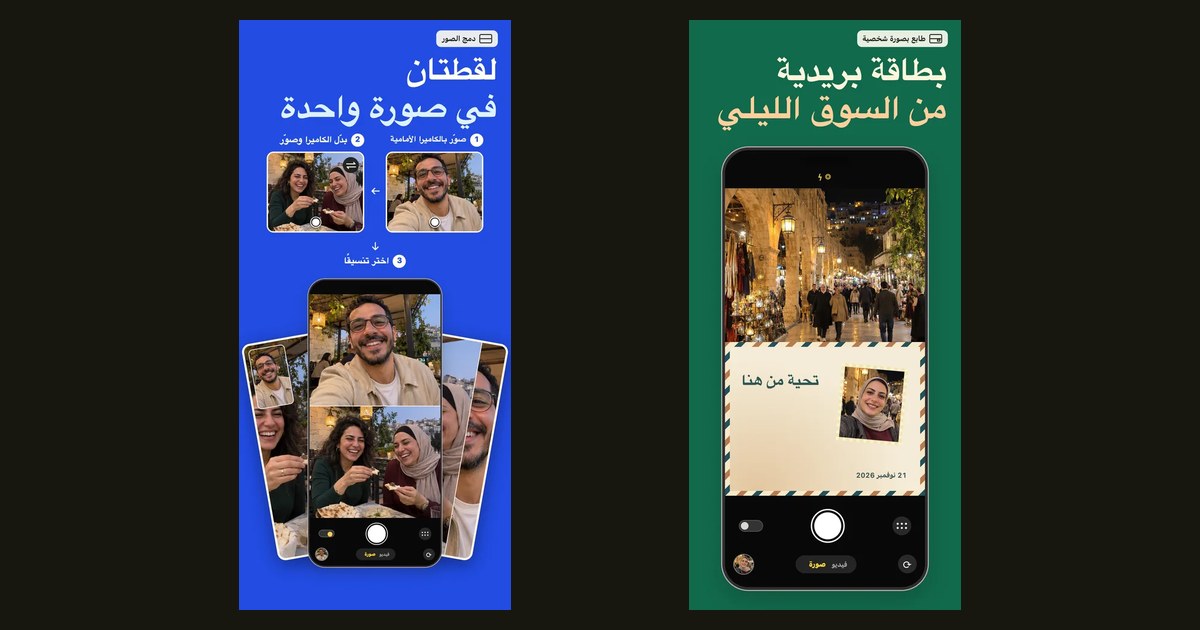 دمج الصور
لقطتان
في صورة واحدة
1 صوّر بالكاميرا الأمامية
2 بدّل الكاميرا وصوّر
3 اختر تنسيقًا
فيديو صورة
طابع بصورة شخصية
بطاقة بريدية
من السوق الليلي
تحية من هنا
21 نوفمبر 2026
فيديو صورة